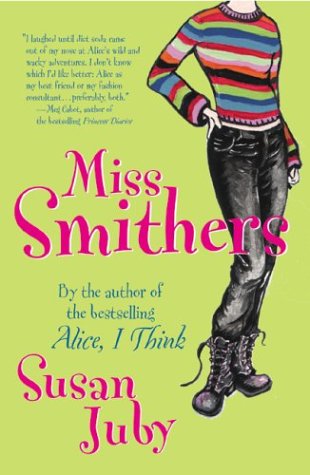 "I laughed until diet soda came
out of my nose at Alice's wild and
wacky adventures. I don't know
which I'd like better: Alice as
my best friend or my fashion
consultant...preferably, both."
—Meg Cabot, author of
the bestselling Princess Diaries
Miss
Smithers
By the author of
the bestselling
Alice, I Think
Susan
Juby